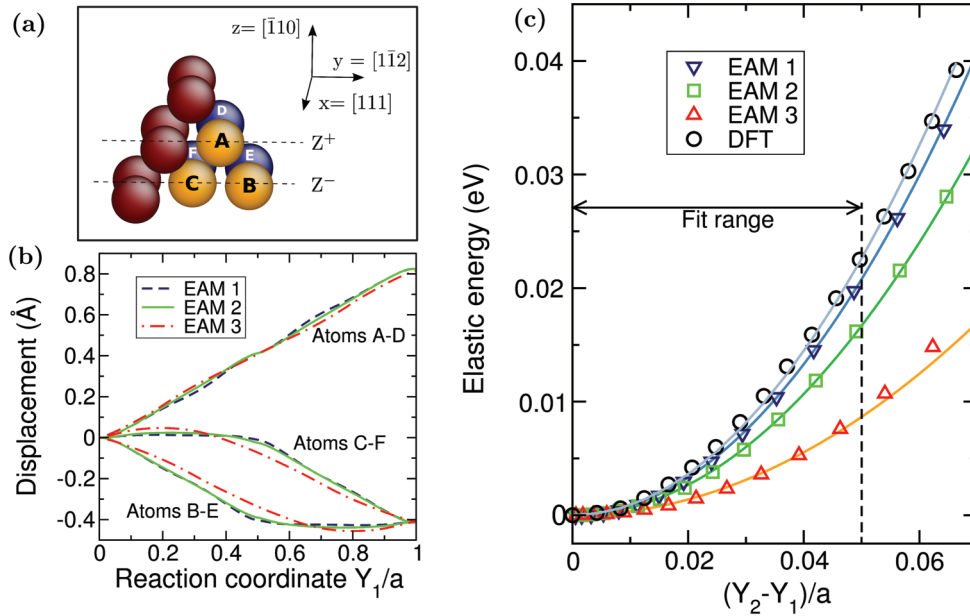 (a)
z= [1̄10]
y = [11̄2]
x= [111]
D
A
F
E
C
B
Z+
Z−
(b)
Displacement (Å)
0.8
0.6
0.4
0.2
0
-0.2
-0.4
EAM 1
EAM 2
EAM 3
Atoms A-D
Atoms C-F
Atoms B-E
0 0.2 0.4 0.6 0.8 1
Reaction coordinate Y₁/a
(c)
Elastic energy (eV)
0.04
0.03
0.02
0.01
0
EAM 1
EAM 2
EAM 3
DFT
Fit range
0 0.02 0.04 0.06
(Y₂-Y₁)/a